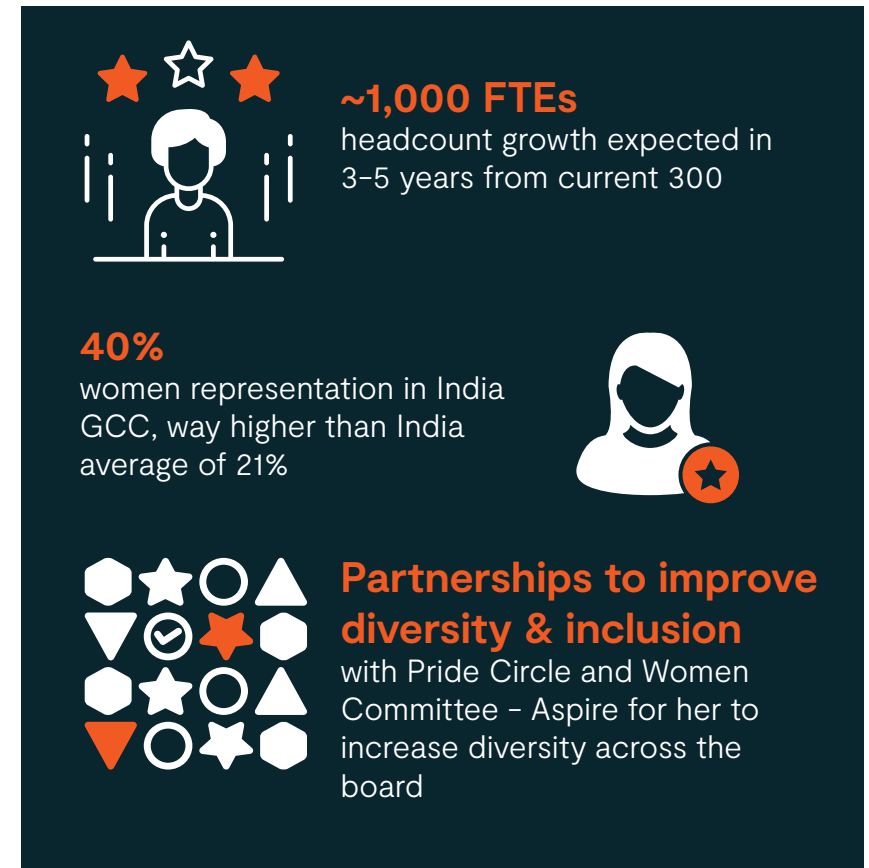 ~1,000 FTEs
headcount growth expected in
3-5 years from current 300
40%
women representation in India
GCC, way higher than India
average of 21%
Partnerships to improve
diversity & inclusion
with Pride Circle and Women
Committee - Aspire for her to
increase diversity across the
board